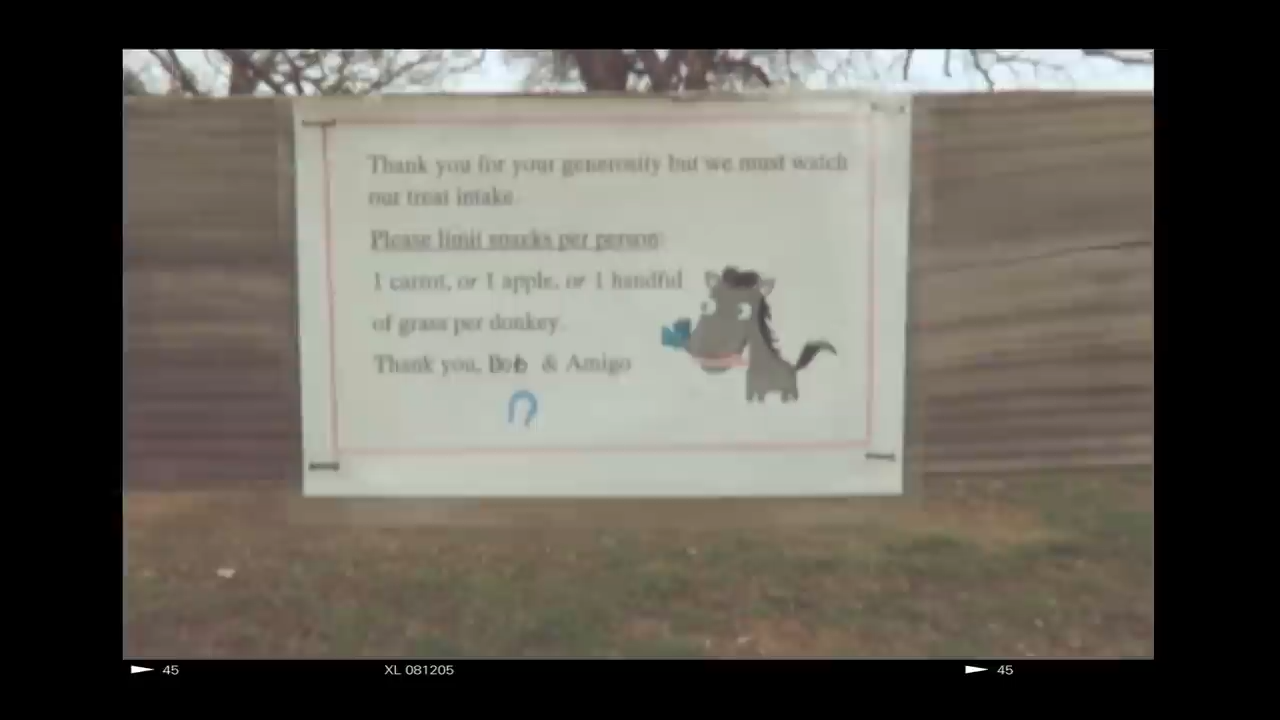 Thank you for your generosity but we must watch
our treat intake.
Please limit snacks per person:
1 carrot, or 1 apple, or 1 handful
of grass per donkey.
Thank you, Bob & Amigo
45 XL 081205 45